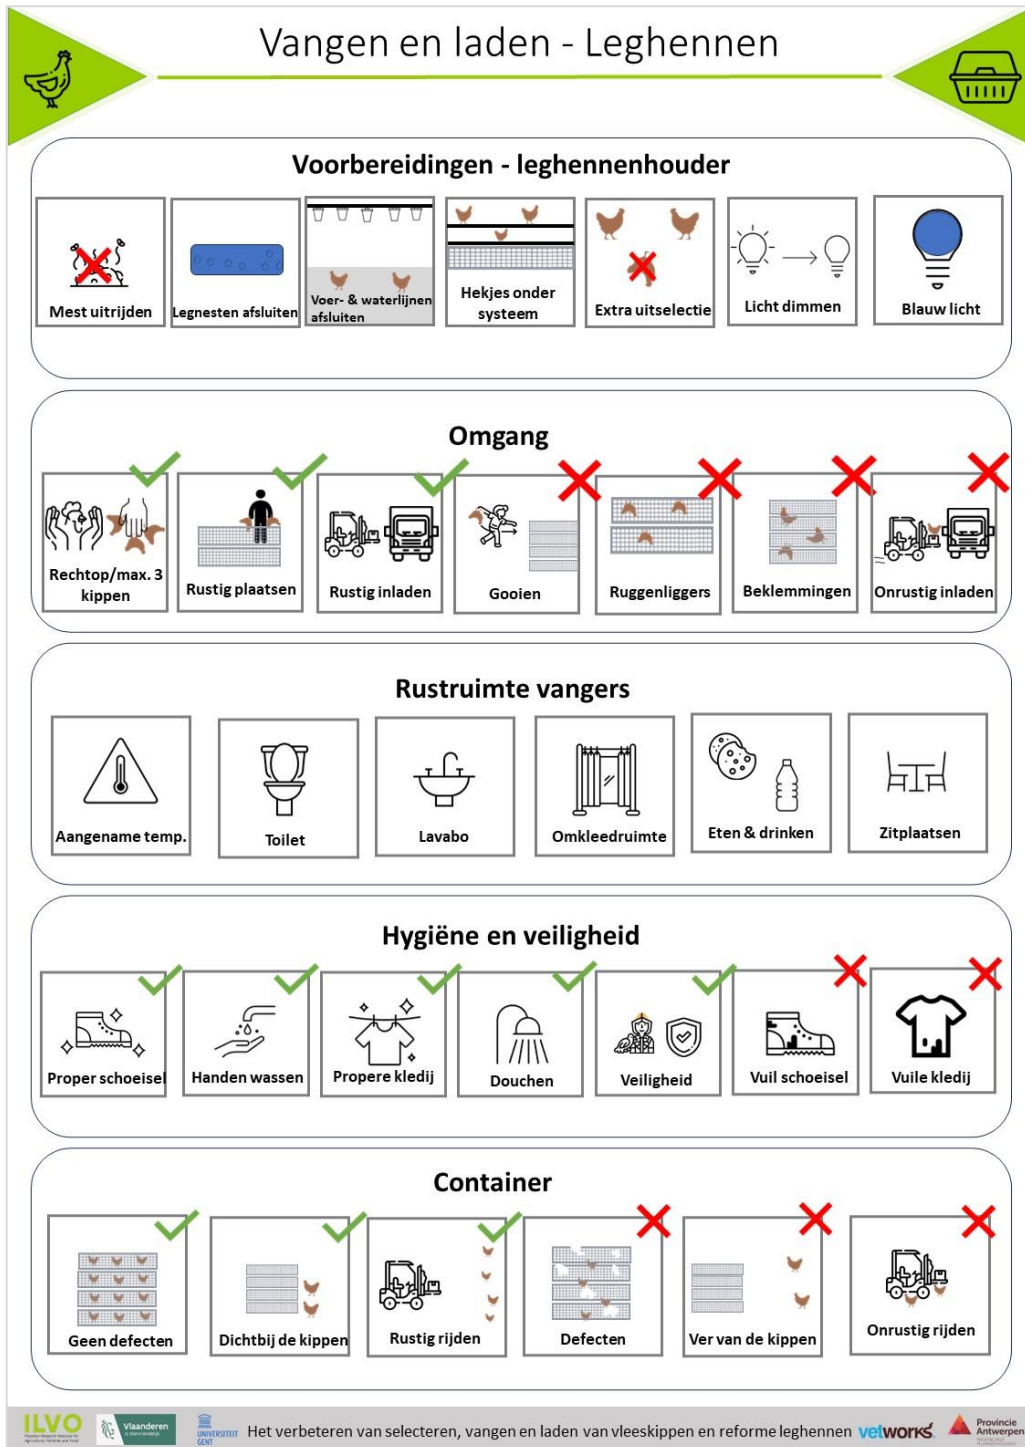 Vangen en laden - Leghennen
Voorbereidingen - leghennenhouder
Mest uitrijden
Legnesten afsluiten
Voer- & waterlijnen
afsluiten
Hekjes onder
systeem
Extra uitselectie
Licht dimmen
Blauw licht
Omgang
Rechtop/max. 3
kippen
Rustig plaatsen
Rustig inladen
Gooien
Ruggenliggers
Beklemmingen
Onrustig inladen
Rustruimte vangers
Aangename temp.
Toilet
Lavabo
Omkleedruimte
Eten & drinken
Zitplaatsen
Hygiëne en veiligheid
Proper schoeisel
Handen wassen
Propere kledij
Douchen
Veiligheid
Vuil schoeisel
Vuile kledij
Container
Geen defecten
Dichtbij de kippen
Rustig rijden
Defecten
Ver van de kippen
Onrustig rijden
ILVO
Vlaanderen
UNIVERSITEIT
GENT
Het verbeteren van selecteren, vangen en laden van vleeskippen en reforme leghennen
vetworks
Provincie
Antwerpen